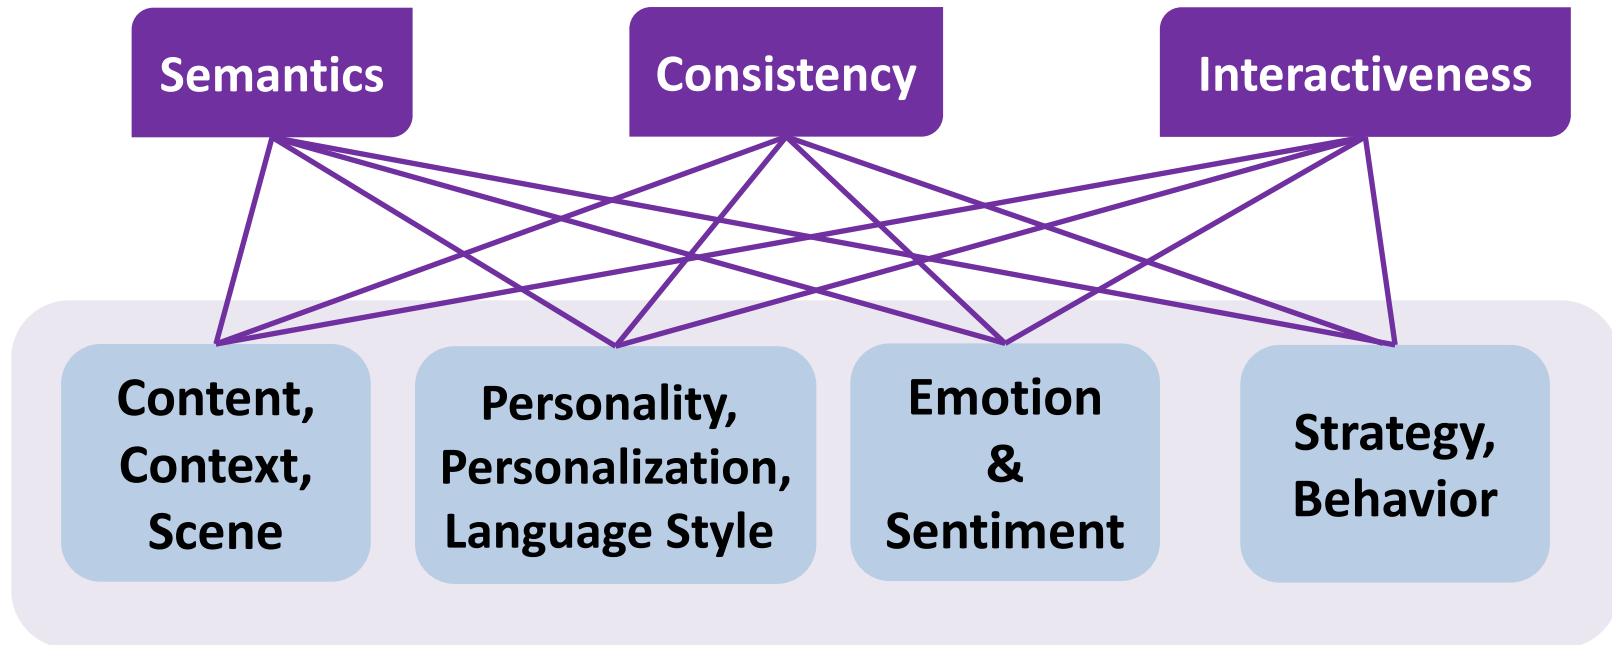 Semantics
Consistency
Interactiveness
Content,
Context,
Scene
Personality,
Personalization,
Language Style
Emotion
&
Sentiment
Strategy,
Behavior